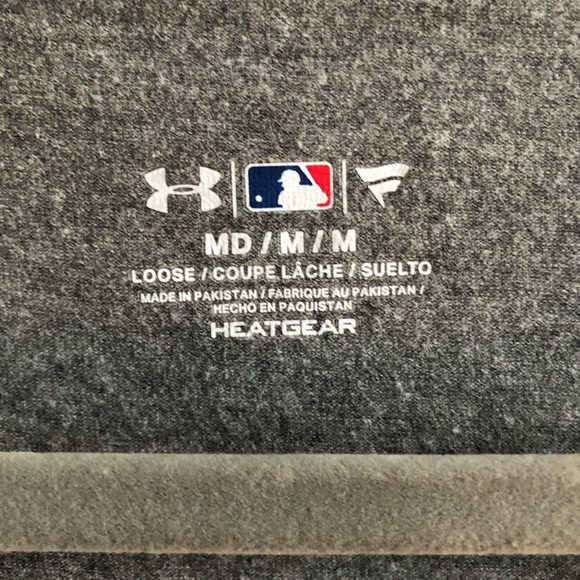 MD / M / M
LOOSE / COUPE LÂCHE / SUELTO
MADE IN PAKISTAN / FABRIQUE AU PAKISTAN /
HECHO EN PAQUISTAN
HEATGEAR